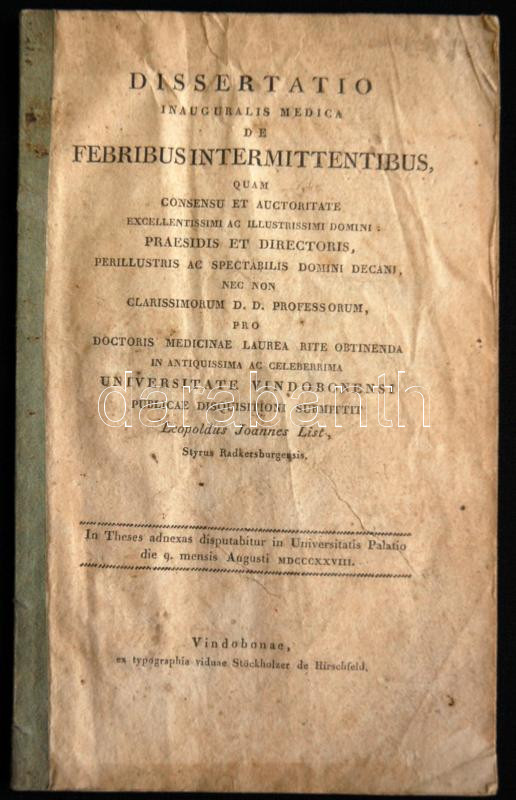 DISSERTATIO
INAUGURALIS MEDICA
DE
FEBRIBUS INTERMITTENTIBUS,
QUAM
CONSENSU ET AUCTORITATE
EXCELLENTISSIMI AC ILLUSTRISSIMI DOMINI
PRAESIDIS ET DIRECTORIS,
PERILLUSTRIS AC SPECTABILIS DOMINI DECANI,
NEC NON
CLARISSIMORUM D. D. PROFESSORUM,
PRO
DOCTORIS MEDICINAE LAUREA RITE OBTINENDA
IN ANTIQUISSIMA AC CELEBERRIMA
UNIVERSITATE VINDOBONENSI
PUBLICAE DISQUISITIONI SUBMITTIT
Leopoldus Joannes List,
Styrus Radkersburgensis.
In Theses adnexas disputabitur in Universitatis Palatio
die 9. mensis Augusti MDCCCXXVIII.
Vindobonae,
ex typographia viduae Stöckholzer de Hirschfeld.
darabanth